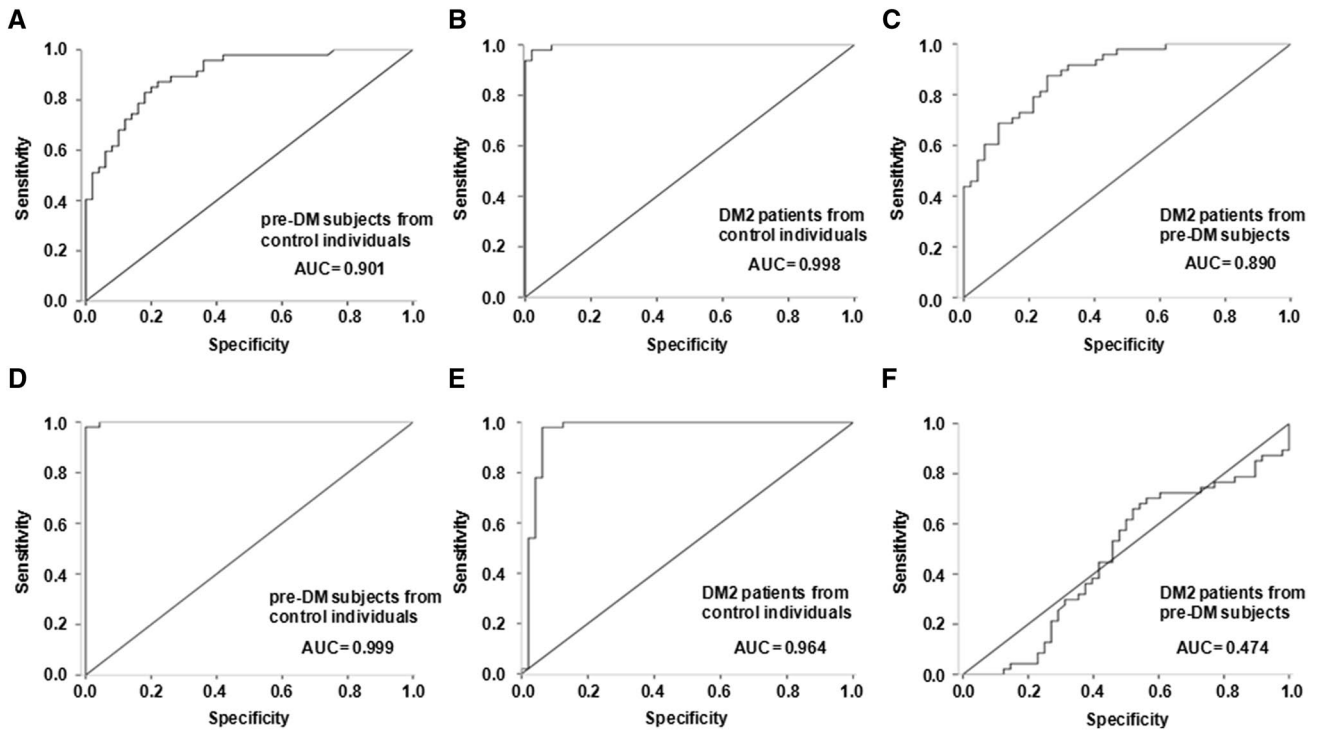 A
1.0
0.8
0.6
0.4
0.2
0.0
Sensitivity
pre-DM subjects from
control individuals
AUC= 0.901
0.0 0.2 0.4 0.6 0.8 1.0
Specificity
B
1.0
0.8
0.6
0.4
0.2
0.0
Sensitivity
DM2 patients from
control individuals
AUC= 0.998
0.0 0.2 0.4 0.6 0.8 1.0
Specificity
C
1.0
0.8
0.6
0.4
0.2
0.0
Sensitivity
DM2 patients from
pre-DM subjects
AUC= 0.890
0.0 0.2 0.4 0.6 0.8 1.0
Specificity
D
1.0
0.8
0.6
0.4
0.2
0.0
Sensitivity
pre-DM subjects from
control individuals
AUC= 0.999
0.0 0.2 0.4 0.6 0.8 1.0
Specificity
E
1.0
0.8
0.6
0.4
0.2
0.0
Sensitivity
DM2 patients from
control individuals
AUC= 0.964
0.0 0.2 0.4 0.6 0.8 1.0
Specificity
F
1.0
0.8
0.6
0.4
0.2
0.0
Sensitivity
DM2 patients from
pre-DM subjects
AUC= 0.474
0.0 0.2 0.4 0.6 0.8 1.0
Specificity